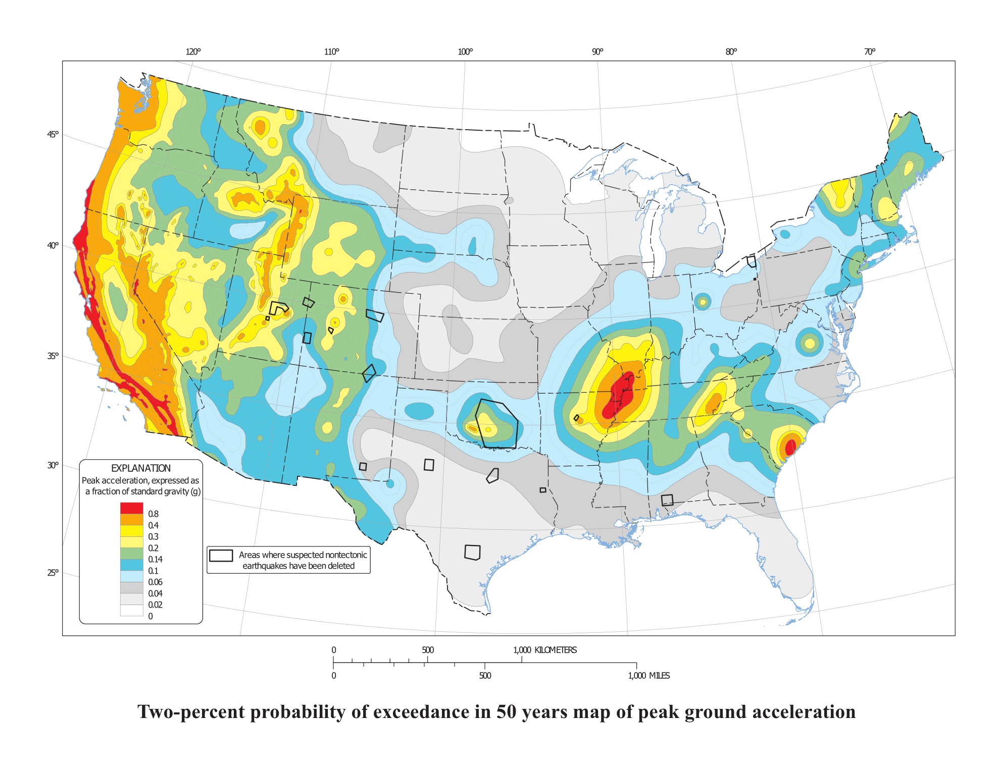 120° 110° 100° 90° 80° 70°
45°
40°
35°
30°
25°
EXPLANATION
Peak acceleration, expressed as
a fraction of standard gravity (g)
0.8
0.4
0.3
0.2
0.14
0.1
0.06
0.04
0.02
0
Areas where suspected nontectonic
earthquakes have been deleted
0 500 1,000 KILOMETERS
0 500 1,000 MILES
Two-percent probability of exceedance in 50 years map of peak ground acceleration